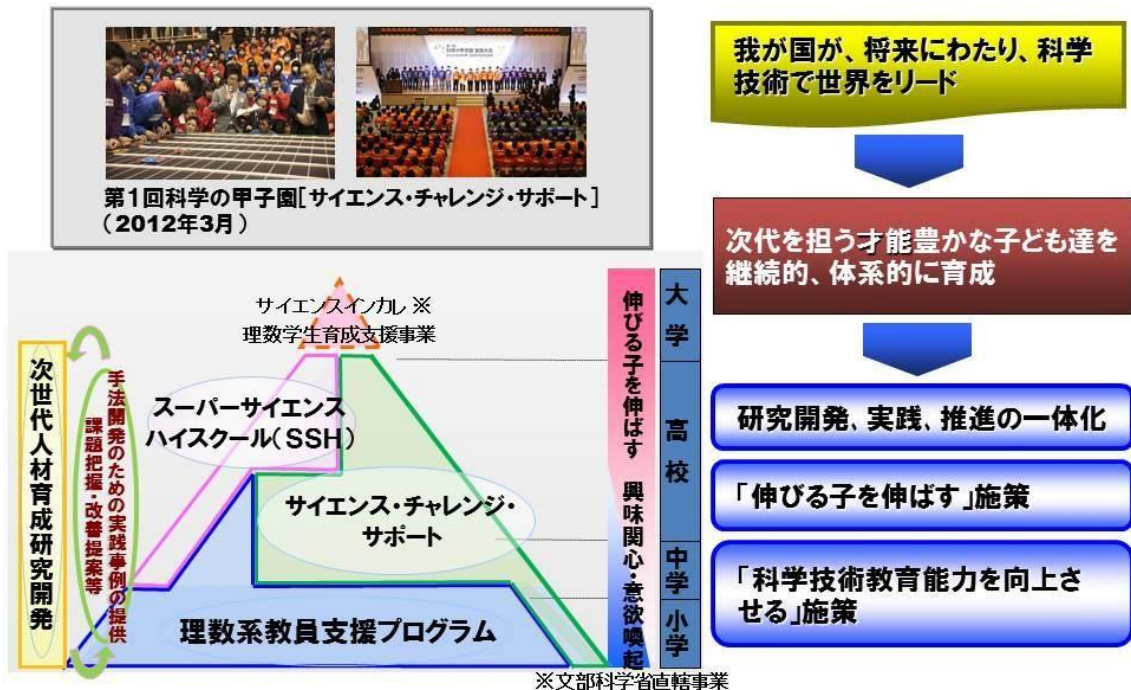 第1回科学の甲子園[サイエンス・チャレンジ・サポート]
(2012年3月)
サイエンスインカレ ※
理数学生育成支援事業
スーパーサイエンス
ハイスクール(SSH)
サイエンス・チャレンジ・
サポート
理数系教員支援プログラム
次世代人材育成研究開発
手法開発のための実践事例の提供
課題把握・改善提案等
伸びる子を伸ばす 興味関心・意欲喚起
大学
高校
中学
小学
※文部科学省直轄事業
我が国が、将来にわたり、科学
技術で世界をリード
次代を担う才能豊かな子ども達を
継続的、体系的に育成
研究開発、実践、推進の一体化
「伸びる子を伸ばす」施策
「科学技術教育能力を向上さ
せる」施策